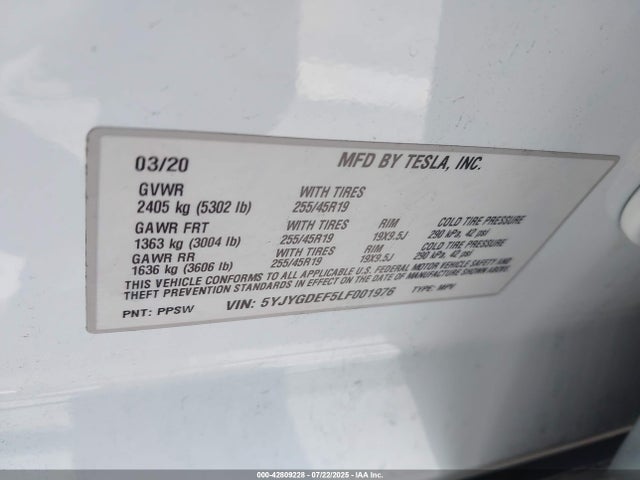 03/20 MFD BY TESLA, INC.
GVWR WITH TIRES
2405 kg (5302 lb) 255/45R19
GAWR FRT WITH TIRES RIM COLD TIRE PRESSURE
1363 kg (3004 lb) 255/45R19 19X9.5J 290 kPa, 42 psi
GAWR RR WITH TIRES RIM COLD TIRE PRESSURE
1636 kg (3606 lb) 255/45R19 19X9.5J 290 kPa, 42 psi
THIS VEHICLE CONFORMS TO ALL APPLICABLE U.S. FEDERAL MOTOR VEHICLE SAFETY AND
THEFT PREVENTION STANDARDS IN EFFECT ON THE DATE OF MANUFACTURE SHOWN ABOVE.
PNT: PPSW VIN: 5YJYGDEF5LF001976 TYPE: MPV
000-42809228 - 07/22/2025 - IAA Inc.